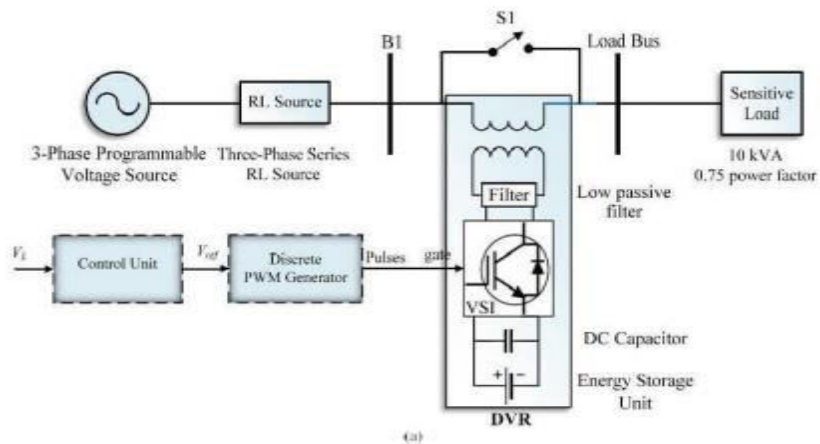 S1
B1
Load Bus
RL Source
Sensitive
Load
3-Phase Programmable
Voltage Source
Three-Phase Series
RL Source
10 kVA
0.75 power factor
Filter
Low passive
filter
Control Unit
Discrete
PWM Generator
Pulses
gate
VSI
DC Capacitor
+ −
Energy Storage
Unit
DVR
(a)